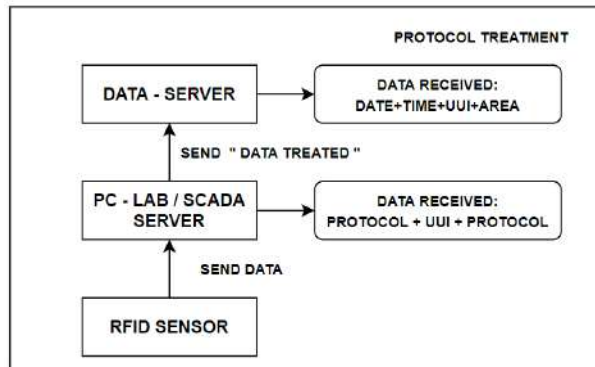 PROTOCOL TREATMENT
DATA - SERVER
DATA RECEIVED:
DATE+TIME+UUI+AREA
SEND " DATA TREATED "
PC - LAB / SCADA
SERVER
DATA RECEIVED:
PROTOCOL + UUI + PROTOCOL
SEND DATA
RFID SENSOR